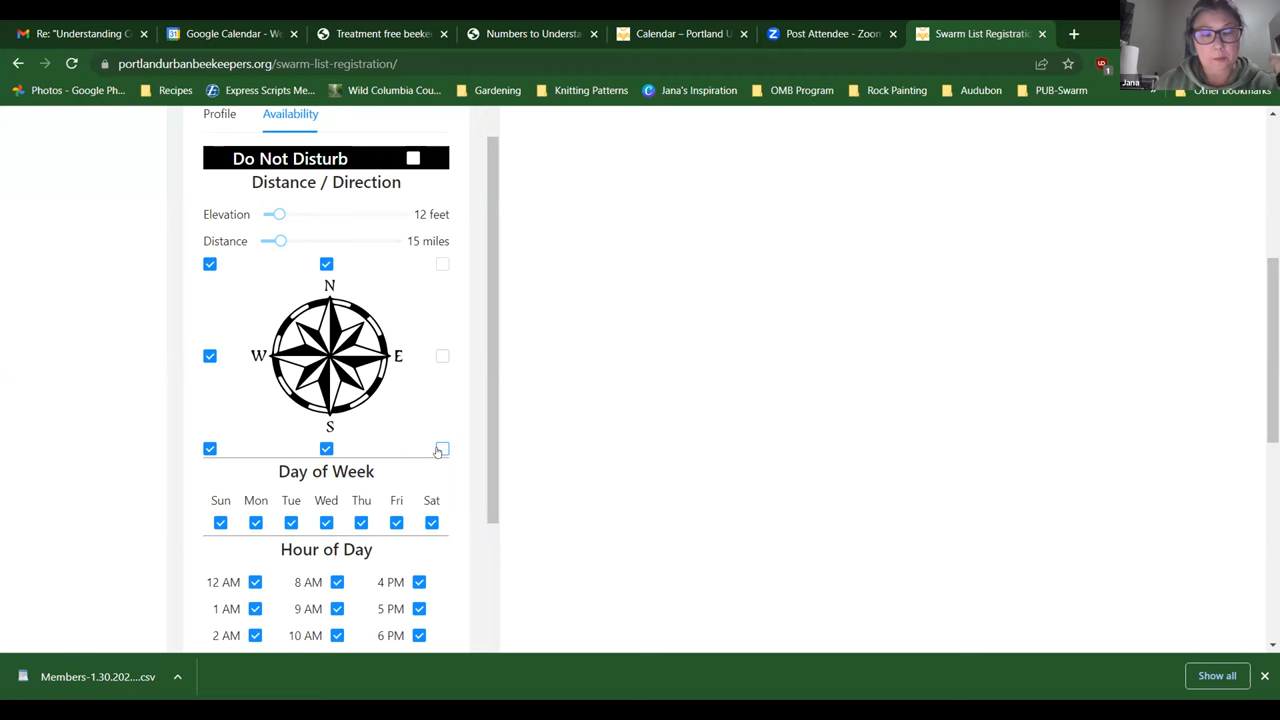 Re: "Understanding C
Google Calendar - We
Treatment free beeke
Numbers to Understa
Calendar – Portland U
Post Attendee - Zoom
Swarm List Registratio
portlandurbanbeekeepers.org/swarm-list-registration/
Jana
1
Photos - Google Ph...
Recipes
Express Scripts Me...
Wild Columbia Cou...
Gardening
Knitting Patterns
Jana's Inspiration
OMB Program
Rock Painting
Audubon
PUB-Swarm
»
Other bookmarks
Profile
Availability
Do Not Disturb
Distance / Direction
Elevation 12 feet
Distance 15 miles
N
W E
S
Day of Week
Sun Mon Tue Wed Thu Fri Sat
Hour of Day
12 AM 8 AM 4 PM
1 AM 9 AM 5 PM
2 AM 10 AM 6 PM
Members-1.30.202....csv
Show all